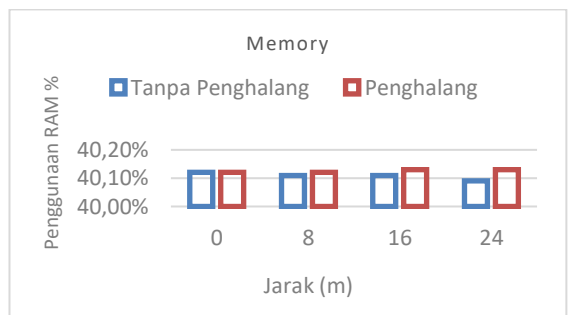 Memory
Tanpa Penghalang Penghalang
Penggunaan RAM %
40,20%
40,10%
40,00%
0 8 16 24
Jarak (m)